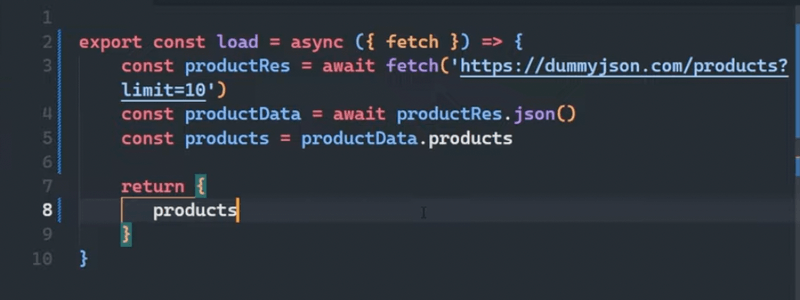 1
2 export const load = async ({ fetch }) => {
3 const productRes = await fetch('https://dummyjson.com/products?
limit=10')
4 const productData = await productRes.json()
5 const products = productData.products
6
7 return {
8 products
9 }
10 }